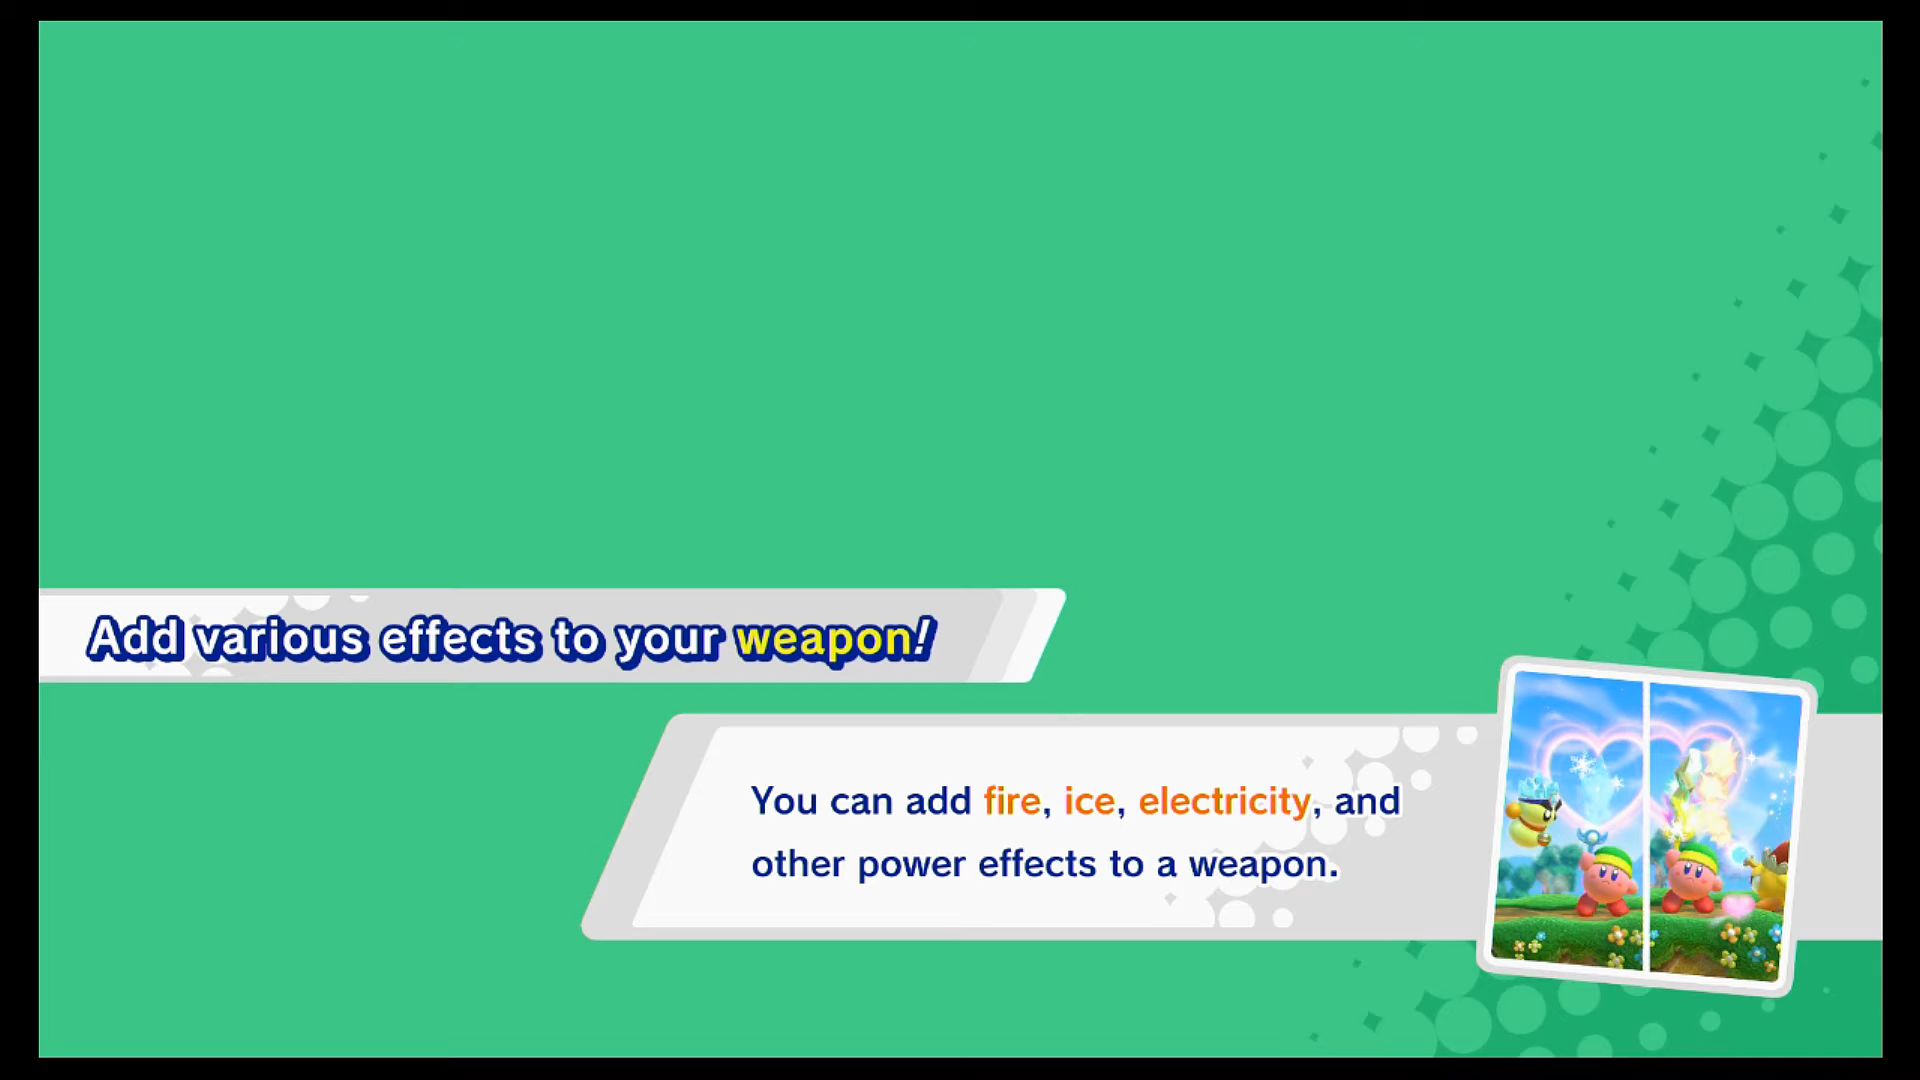 Add various effects to your weapon!
You can add fire, ice, electricity, and
other power effects to a weapon.